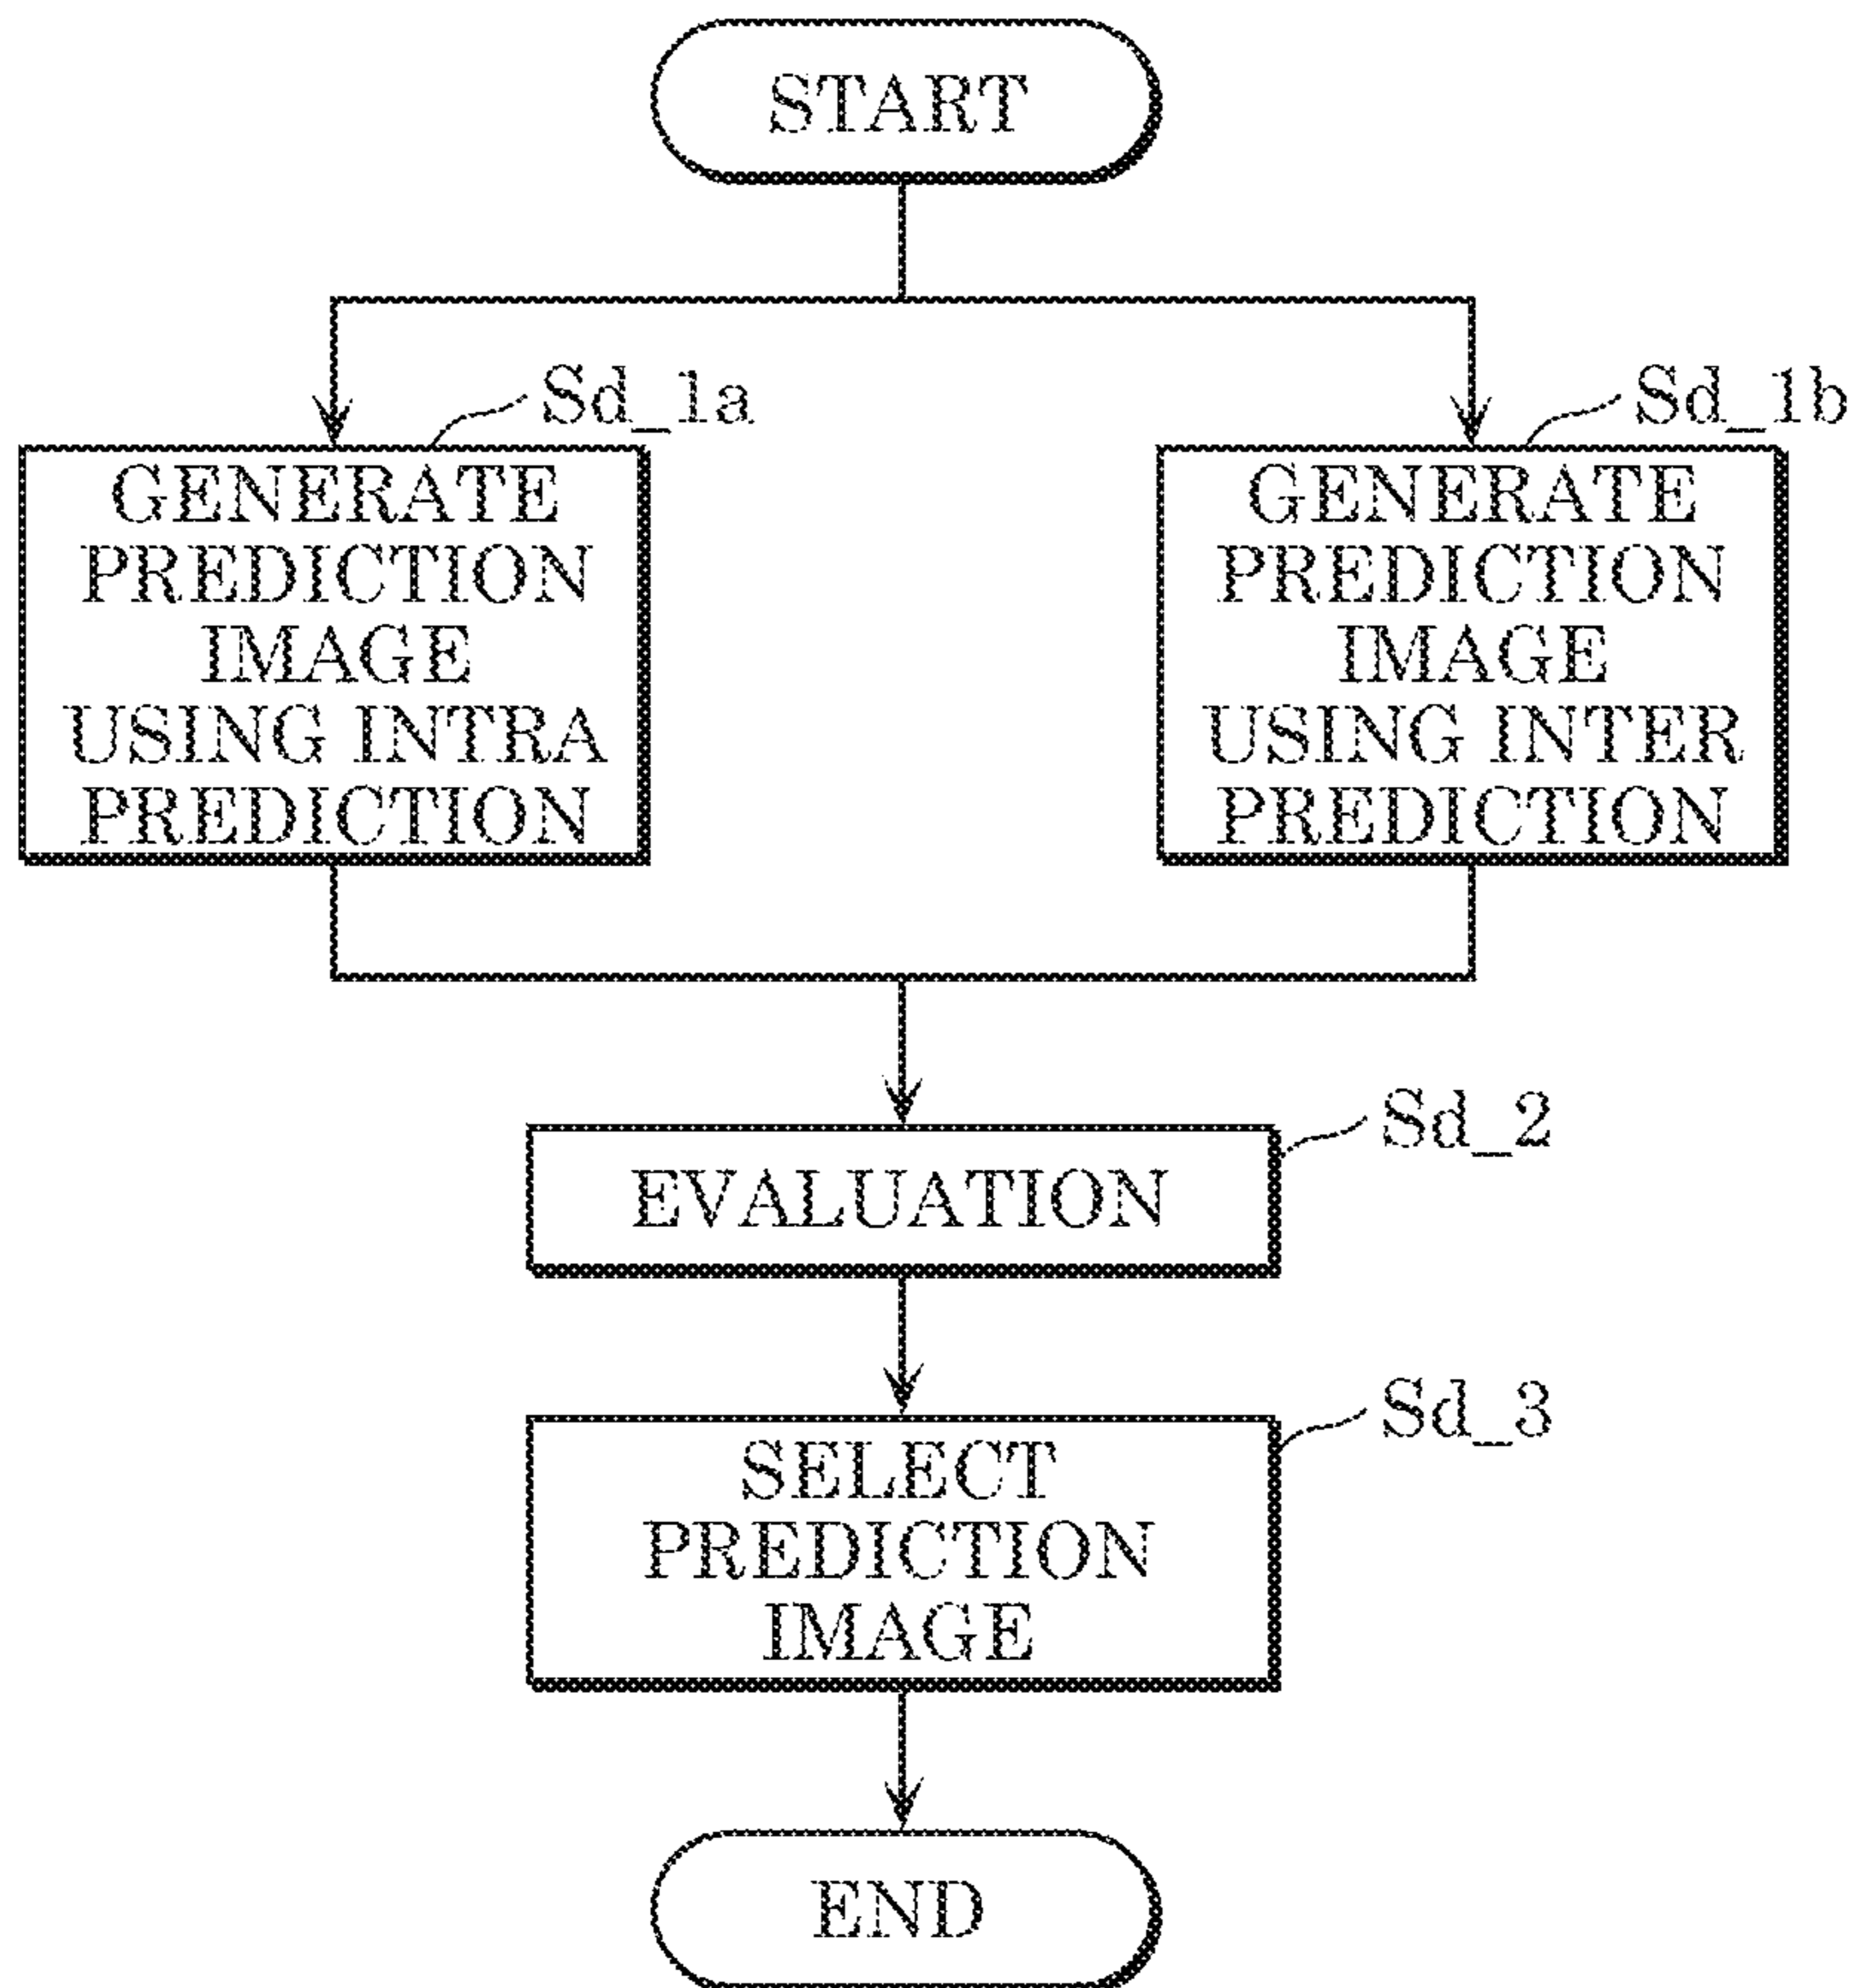 START
Sd_1a
GENERATE
PREDICTION
IMAGE
USING INTRA
PREDICTION
Sd_1b
GENERATE
PREDICTION
IMAGE
USING INTER
PREDICTION
Sd_2
EVALUATION
Sd_3
SELECT
PREDICTION
IMAGE
END